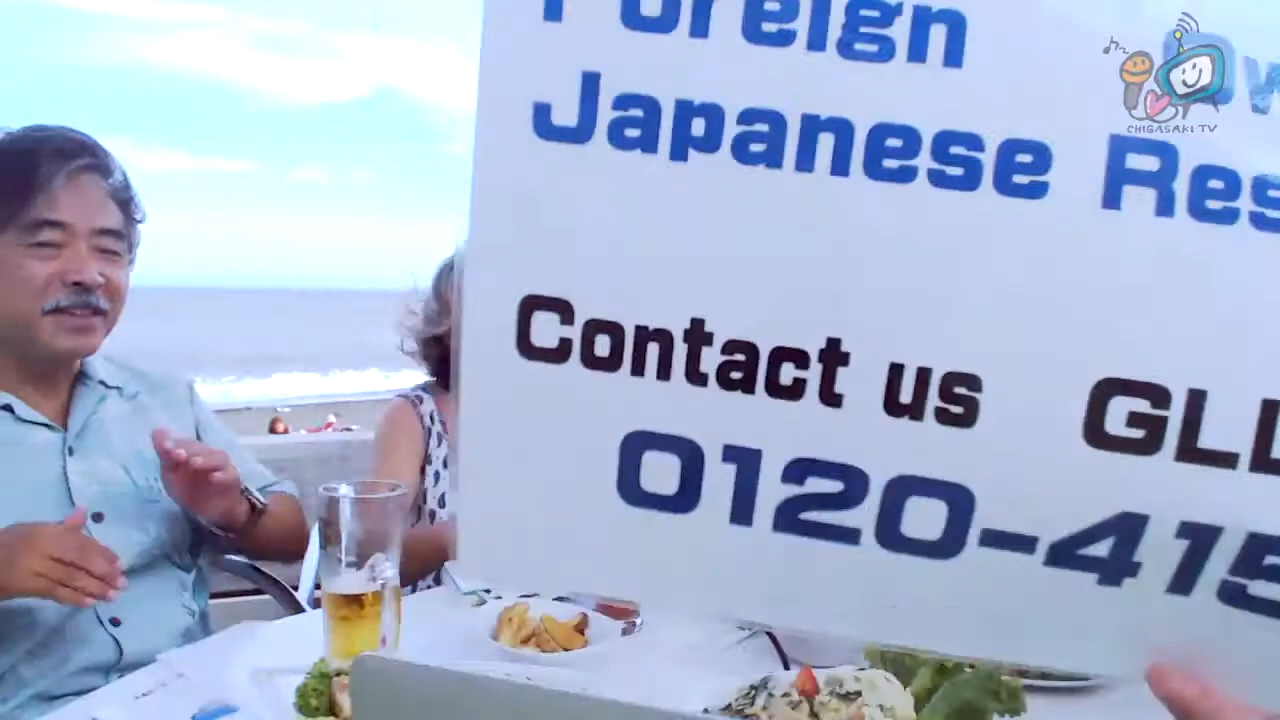 Foreign
Japanese Res
Contact us GLL
0120-415
CHIGASAKI TV